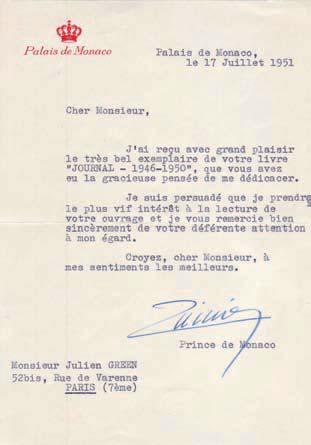 Palais de Monaco
Palais de Monaco,
le 17 Juillet 1951
Cher Monsieur,
J'ai reçu avec grand plaisir
le très bel exemplaire de votre livre
"JOURNAL - 1946-1950", que vous avez
eu la gracieuse pensée de me dédicacer.
Je suis persuadé que je prendre
le plus vif intérêt à la lecture de
votre ouvrage et je vous remercie bien
sincèrement de votre déférente attention
à mon égard.
Croyez, cher Monsieur, à
mes sentiments les meilleurs.
Prince de Monaco
Monsieur Julien GREEN
52bis, Rue de Varenne
PARIS (7ème)